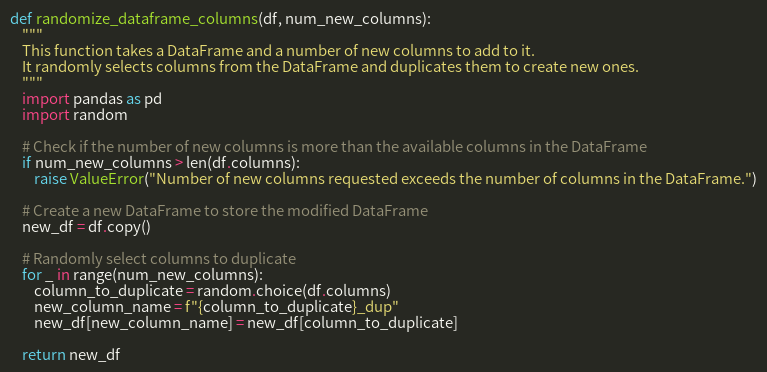 def randomize_dataframe_columns(df, num_new_columns):
    """
    This function takes a DataFrame and a number of new columns to add to it.
    It randomly selects columns from the DataFrame and duplicates them to create new ones.
    """
    import pandas as pd
    import random

    # Check if the number of new columns is more than the available columns in the DataFrame
    if num_new_columns > len(df.columns):
        raise ValueError("Number of new columns requested exceeds the number of columns in the DataFrame.")

    # Create a new DataFrame to store the modified DataFrame
    new_df = df.copy()

    # Randomly select columns to duplicate
    for _ in range(num_new_columns):
        column_to_duplicate = random.choice(df.columns)
        new_column_name = f"{column_to_duplicate}_dup"
        new_df[new_column_name] = new_df[column_to_duplicate]

    return new_df